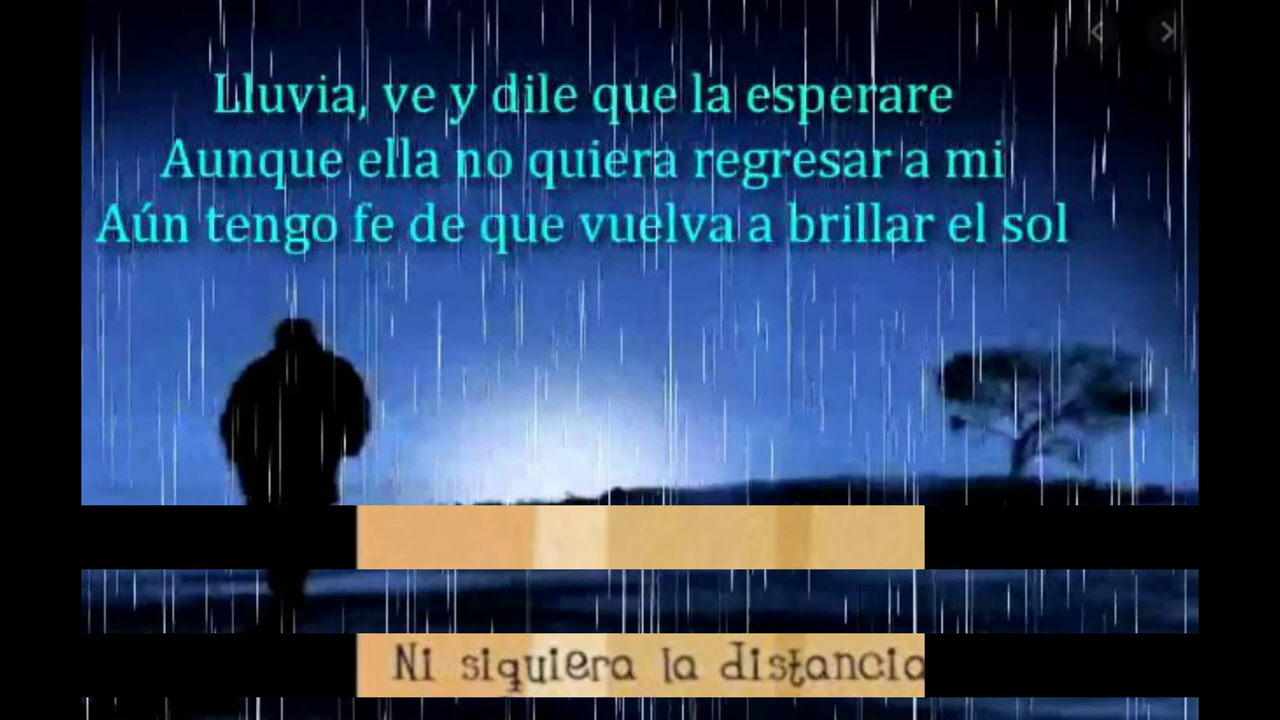 Lluvia, ve y dile que la esperare
Aunque ella no quiera regresar a mi
Aún tengo fe de que vuelva a brillar el sol
Ni siquiera la distancia